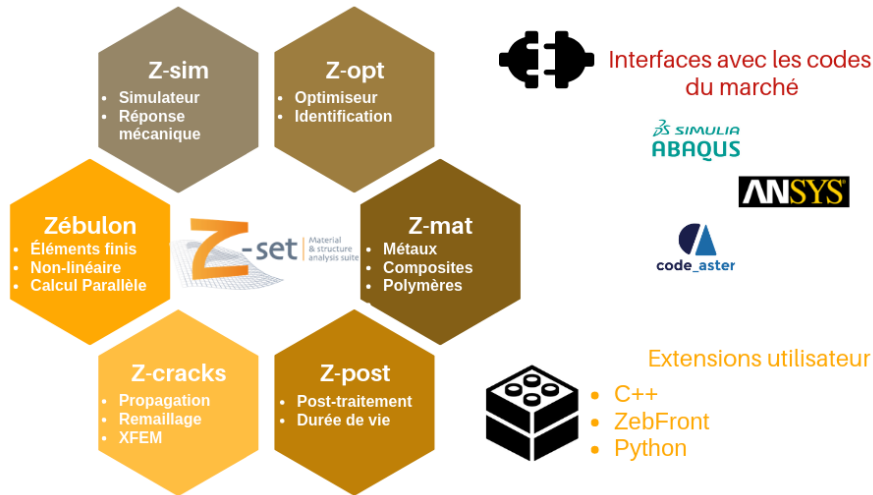 Z-sim
• Simulateur
• Réponse
mécanique
Z-opt
• Optimiseur
• Identification
Zébulon
• Éléments finis
• Non-linéaire
• Calcul Parallèle
Z-set
Material
& structure
analysis suite
Z-mat
• Métaux
• Composites
• Polymères
Z-cracks
• Propagation
• Remaillage
• XFEM
Z-post
• Post-traitement
• Durée de vie
Interfaces avec les codes
du marché
3DS SIMULIA
ABAQUS
ANSYS®
code_aster
Extensions utilisateur
• C++
• ZebFront
• Python